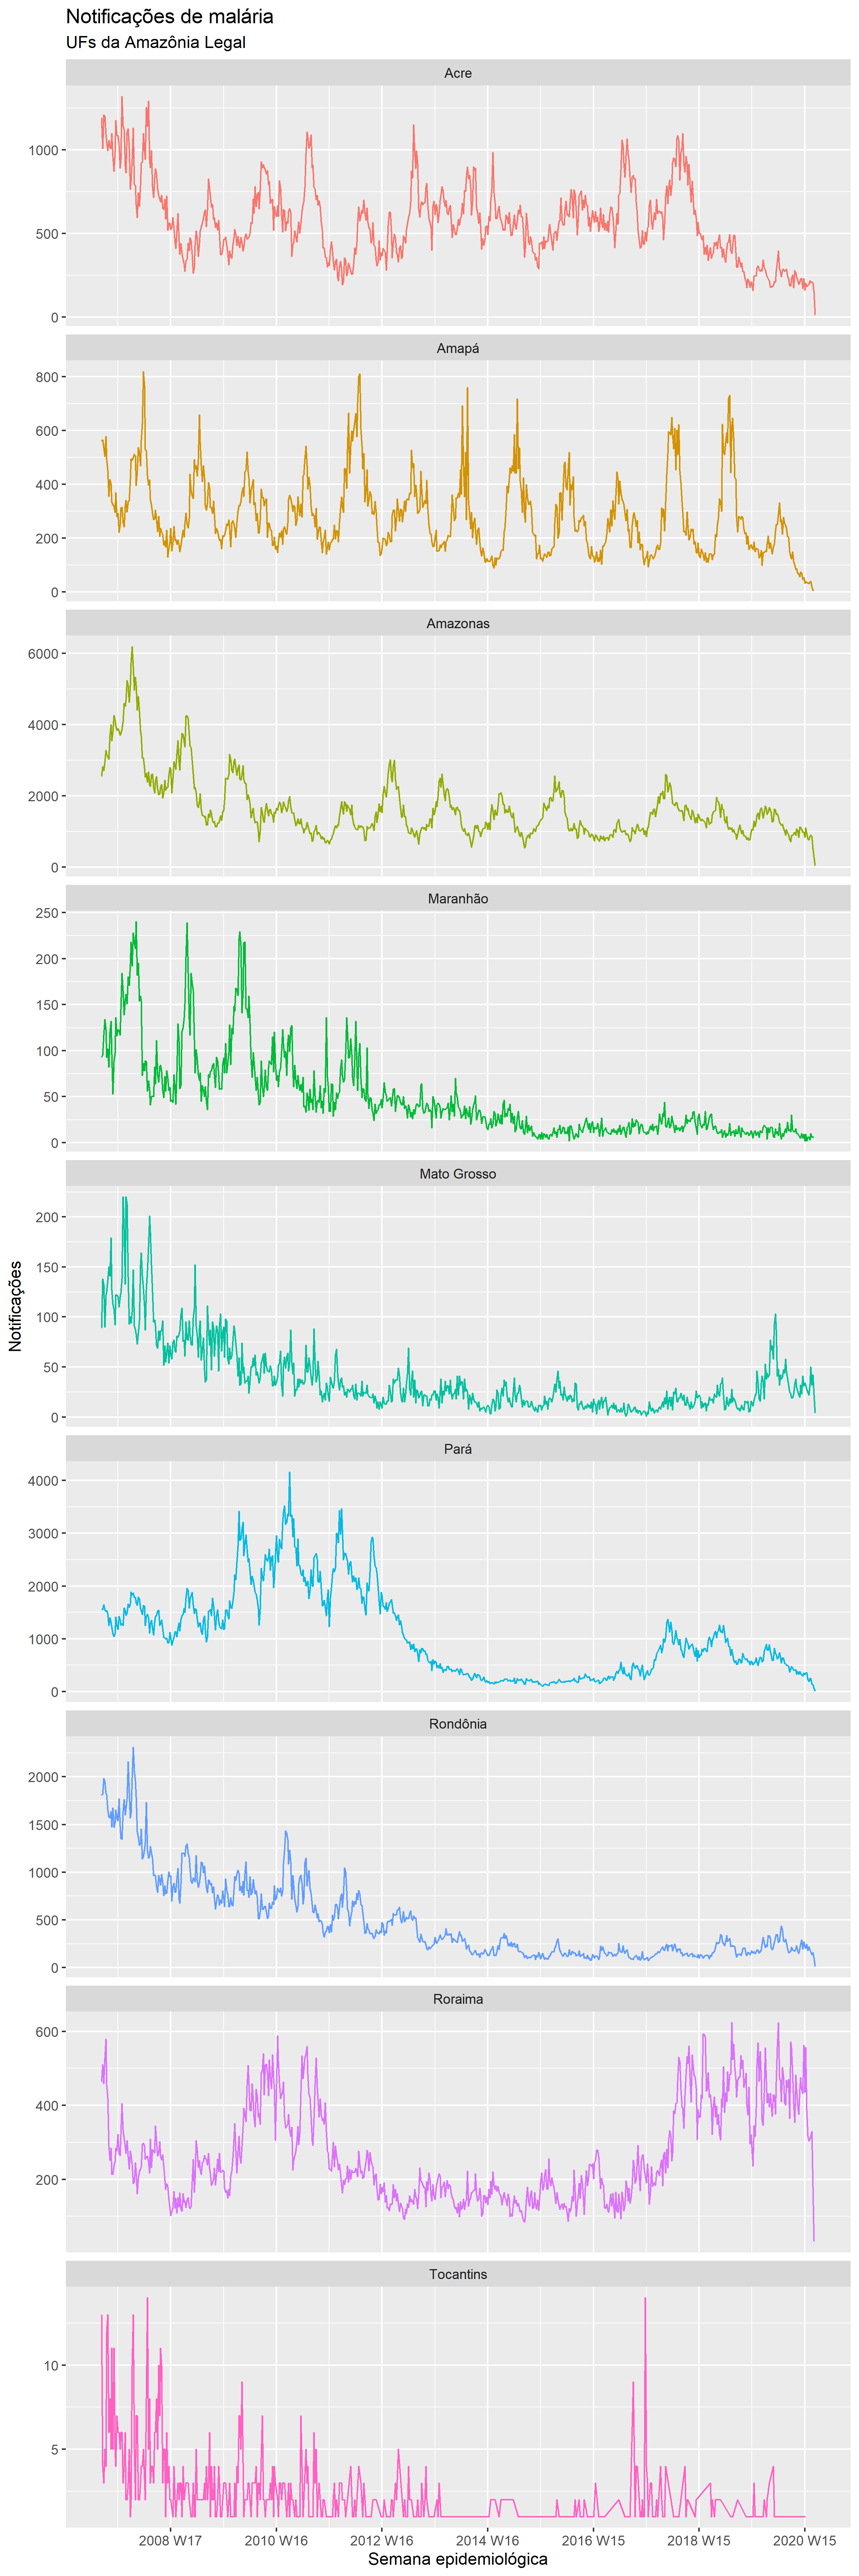 Notificações de malária
UFs da Amazônia Legal
Acre
1000
500
0
Amapá
800
600
400
200
0
Amazonas
6000
4000
2000
0
Maranhão
250
200
150
100
50
0
Mato Grosso
200
150
100
50
0
Notificações
Pará
4000
3000
2000
1000
0
Rondônia
2000
1500
1000
500
0
Roraima
600
400
200
Tocantins
10
5
2008 W17 2010 W16 2012 W16 2014 W16 2016 W15 2018 W15 2020 W15
Semana epidemiológica